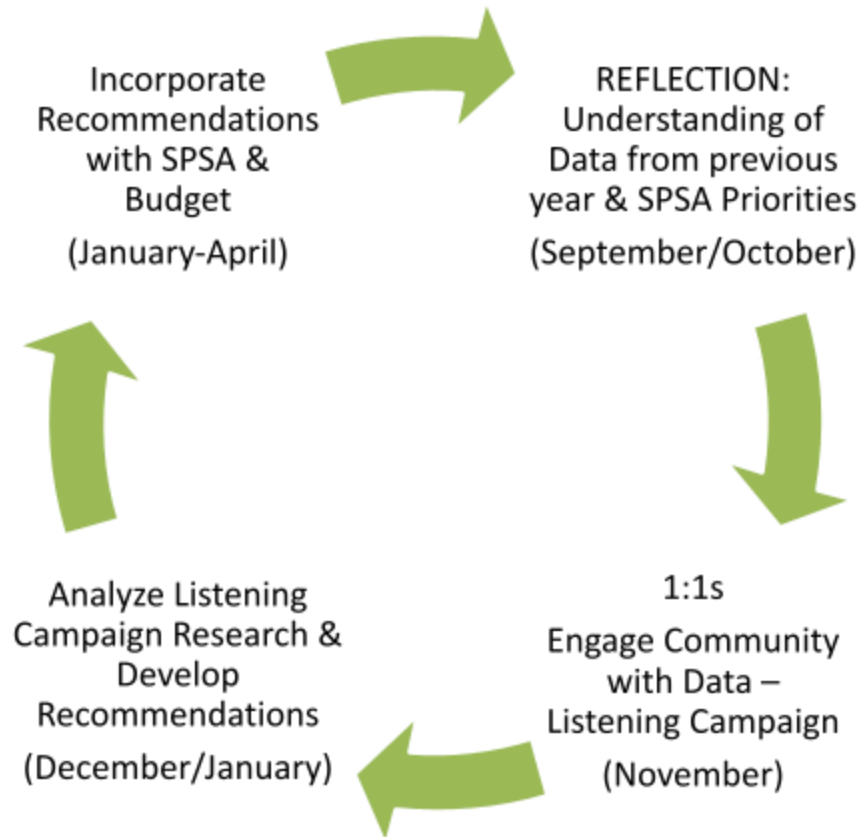 Incorporate
Recommendations
with SPSA &
Budget
(January-April)
REFLECTION:
Understanding of
Data from previous
year & SPSA Priorities
(September/October)
1:1s
Engage Community
with Data –
Listening Campaign
(November)
Analyze Listening
Campaign Research &
Develop
Recommendations
(December/January)